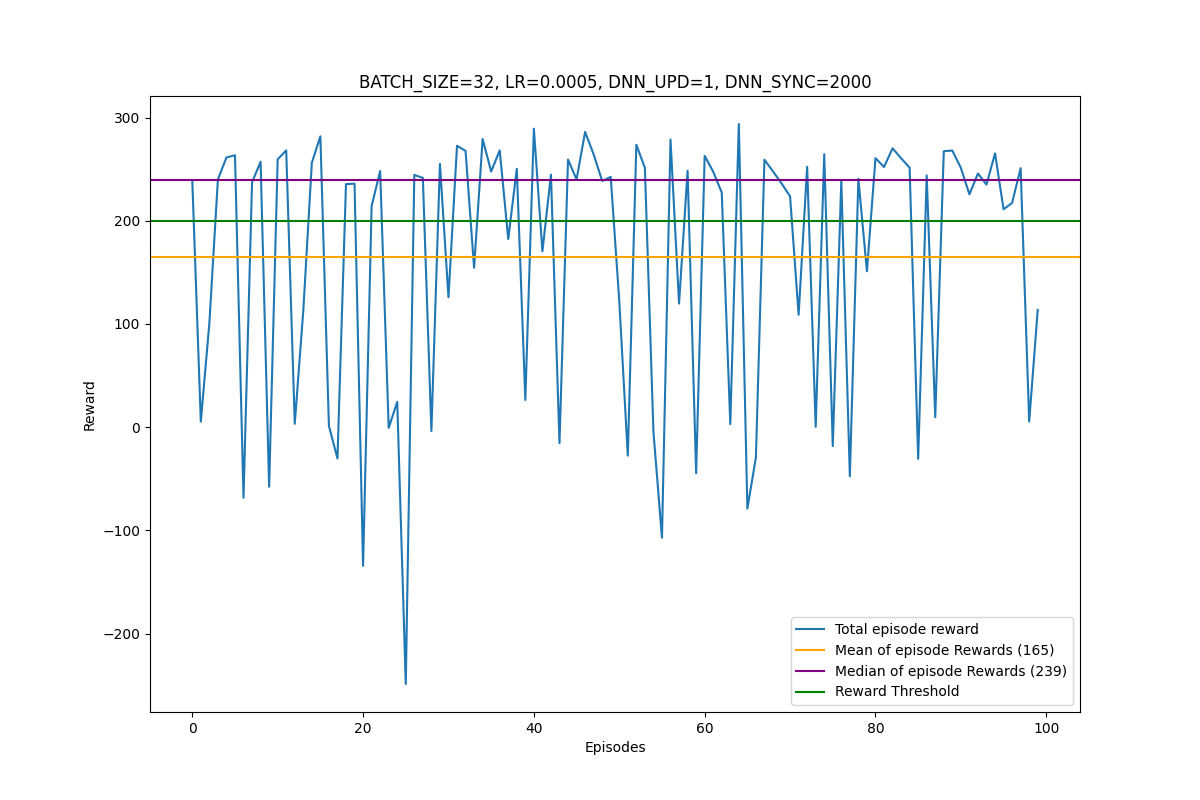 BATCH_SIZE=32, LR=0.0005, DNN_UPD=1, DNN_SYNC=2000
300
200
100
0
−100
−200
Reward
0
20
40
60
80
100
Episodes
Total episode reward
Mean of episode Rewards (165)
Median of episode Rewards (239)
Reward Threshold